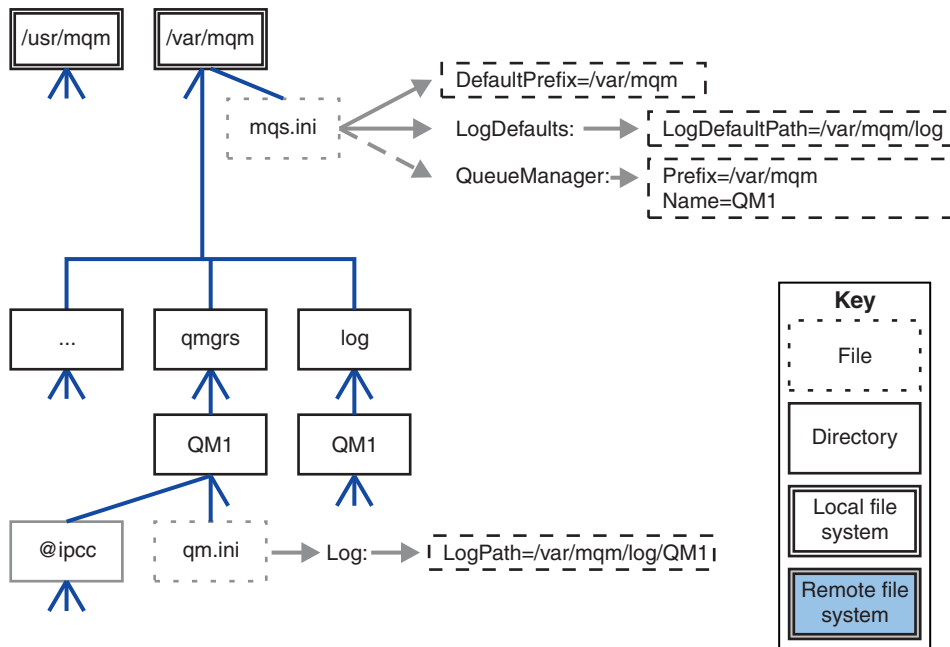 /usr/mqm
/var/mqm
mqs.ini
DefaultPrefix=/var/mqm
LogDefaults:
LogDefaultPath=/var/mqm/log
QueueManager:
Prefix=/var/mqm
Name=QM1
...
qmgrs
log
QM1
QM1
@ipcc
qm.ini
Log:
LogPath=/var/mqm/log/QM1
Key
File
Directory
Local file
system
Remote file
system